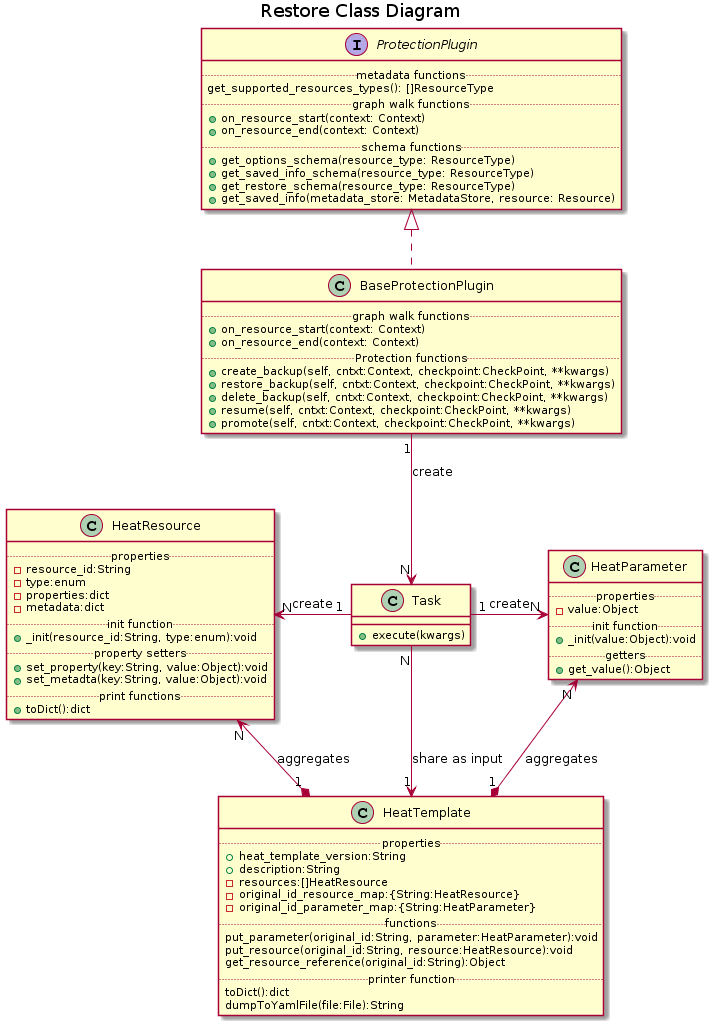 Restore Class Diagram
I ProtectionPlugin
metadata functions
get_supported_resources_types(): []ResourceType
graph walk functions
on_resource_start(context: Context)
on_resource_end(context: Context)
schema functions
get_options_schema(resource_type: ResourceType)
get_saved_info_schema(resource_type: ResourceType)
get_restore_schema(resource_type: ResourceType)
get_saved_info(metadata_store: MetadataStore, resource: Resource)
C BaseProtectionPlugin
graph walk functions
on_resource_start(context: Context)
on_resource_end(context: Context)
Protection functions
create_backup(self, cntxt:Context, checkpoint:CheckPoint, **kwargs)
restore_backup(self, cntxt:Context, checkpoint:CheckPoint, **kwargs)
delete_backup(self, cntxt:Context, checkpoint:CheckPoint, **kwargs)
resume(self, cntxt:Context, checkpoint:CheckPoint, **kwargs)
promote(self, cntxt:Context, checkpoint:CheckPoint, **kwargs)
1
create
N
C HeatResource
properties
resource_id:String
type:enum
properties:dict
metadata:dict
init function
_init(resource_id:String, type:enum):void
property setters
set_property(key:String, value:Object):void
set_metadta(key:String, value:Object):void
print functions
toDict():dict
N create 1
C Task
execute(kwargs)
1 create N
C HeatParameter
properties
value:Object
init function
_init(value:Object):void
getters
get_value():Object
N
aggregates
1
N
share as input
1
N
aggregates
1
C HeatTemplate
properties
heat_template_version:String
description:String
resources:[]HeatResource
original_id_resource_map:{String:HeatResource}
original_id_parameter_map:{String:HeatParameter}
functions
put_parameter(original_id:String, parameter:HeatParameter):void
put_resource(original_id:String, resource:HeatResource):void
get_resource_reference(original_id:String):Object
printer function
toDict():dict
dumpToYamlFile(file:File):String